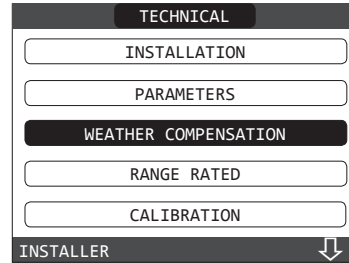 TECHNICAL
INSTALLATION
PARAMETERS
WEATHER COMPENSATION
RANGE RATED
CALIBRATION
INSTALLER